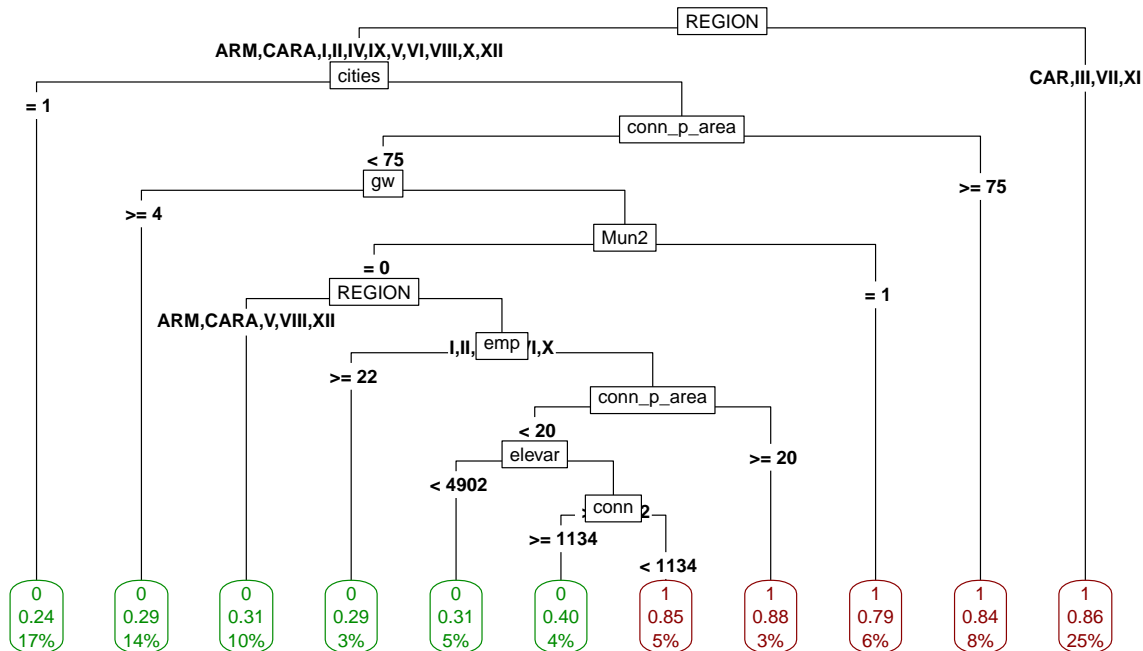 REGION
ARM,CARA,I,II,IV,IX,V,VI,VIII,X,XII
CAR,III,VII,XI
cities
= 1
conn_p_area
< 75
>= 75
gw
>= 4
Mun2
= 0
= 1
REGION
ARM,CARA,V,VIII,XII
I,II, VI,X
emp
>= 22
conn_p_area
< 20
>= 20
elevar
< 4902
conn
>= 1134
< 1134
0 0 0 0 0 0 1 1 1 1 1
0.24 0.29 0.31 0.29 0.31 0.40 0.85 0.88 0.79 0.84 0.86
17% 14% 10% 3% 5% 4% 5% 3% 6% 8% 25%